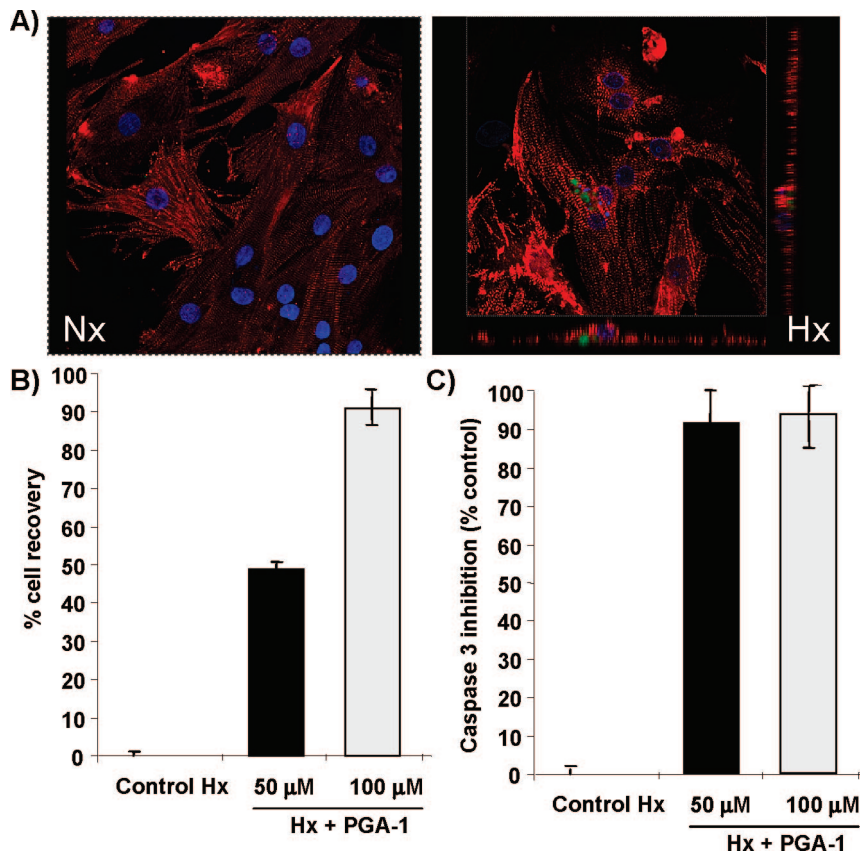 A)
Nx
Hx
B)
% cell recovery
100
90
80
70
60
50
40
30
20
10
0
Control Hx
50 µM
100 µM
Hx + PGA-1
C)
Caspase 3 inhibition (% control)
100
90
80
70
60
50
40
30
20
10
0
Control Hx
50 µM
100 µM
Hx + PGA-1